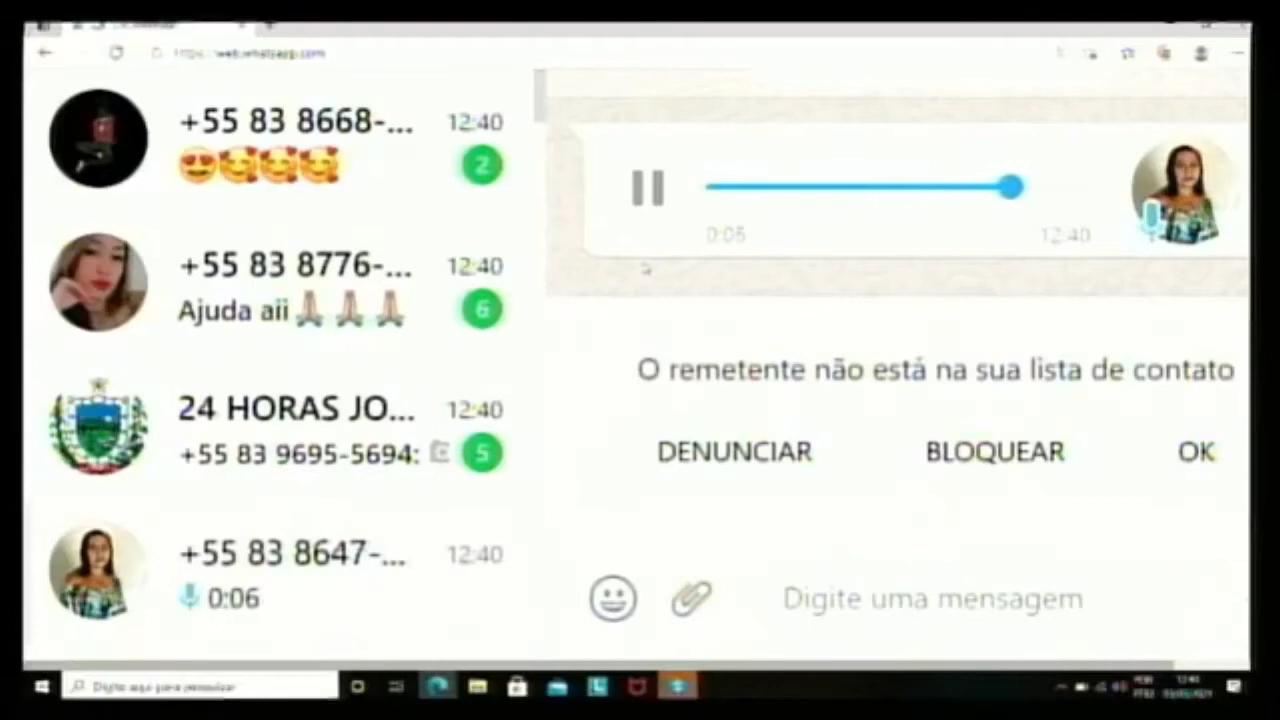 web.whatsapp.com
+55 83 8668-... 12:40
2
+55 83 8776-... 12:40
Ajuda aii🙏🏼🙏🏼🙏🏼 6
24 HORAS JO... 12:40
+55 83 9695-5694: 5
+55 83 8647-... 12:40
0:06
0:05 12:40
O remetente não está na sua lista de contato
DENUNCIAR BLOQUEAR OK
Digite uma mensagem
Digite aqui para pesquisar